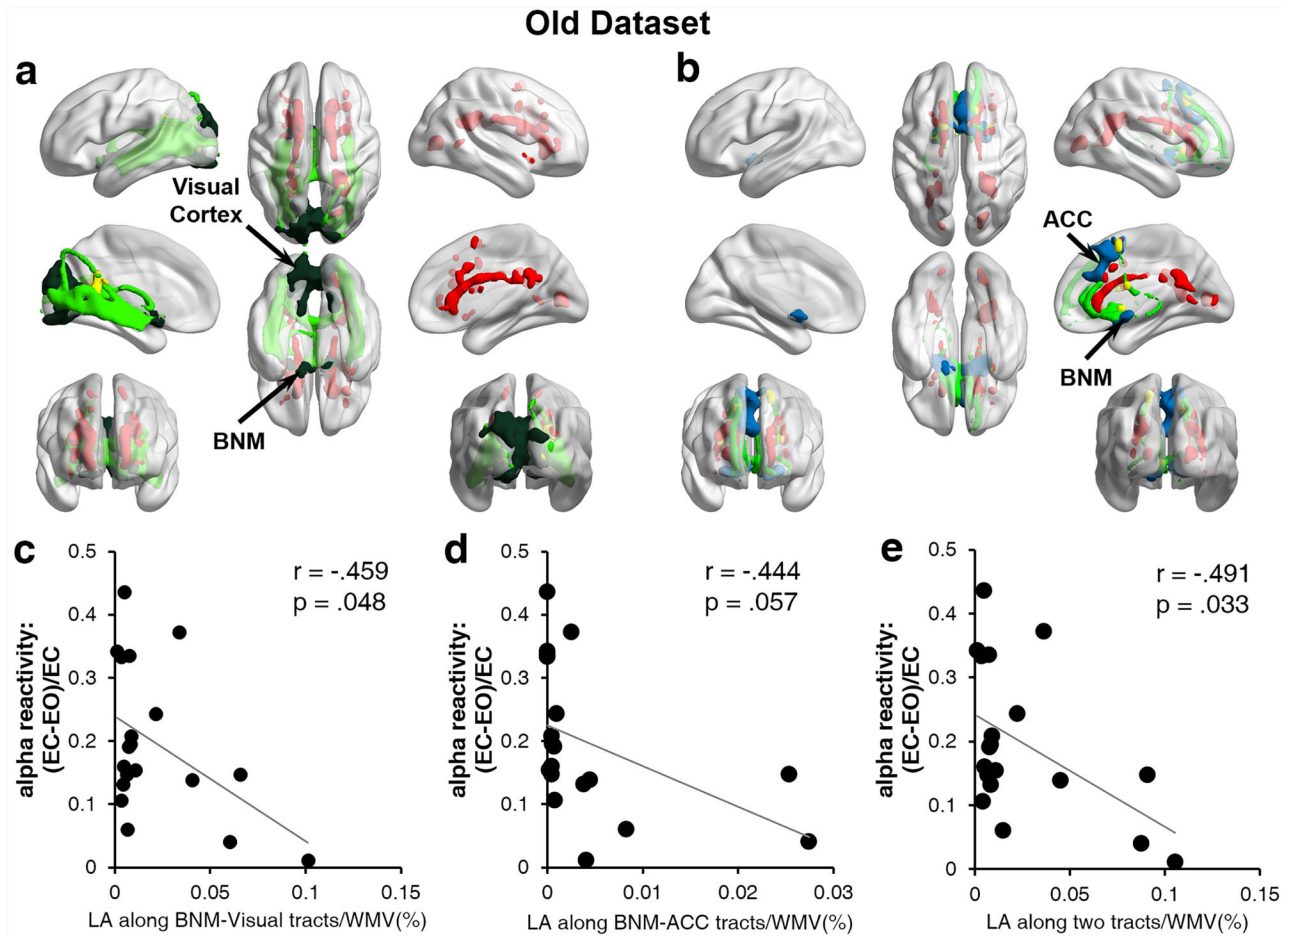 Old Dataset
a
b
Visual
Cortex
BNM
ACC
BNM
c
r = -.459
p = .048
alpha reactivity:
(EC-EO)/EC
0.5
0.4
0.3
0.2
0.1
0
0
0.05
0.1
0.15
LA along BNM-Visual tracts/WMV(%)
d
r = -.444
p = .057
alpha reactivity:
(EC-EO)/EC
0.5
0.4
0.3
0.2
0.1
0
0
0.01
0.02
0.03
LA along BNM-ACC tracts/WMV(%)
e
r = -.491
p = .033
alpha reactivity:
(EC-EO)/EC
0.5
0.4
0.3
0.2
0.1
0
0
0.05
0.1
0.15
LA along two tracts/WMV(%)